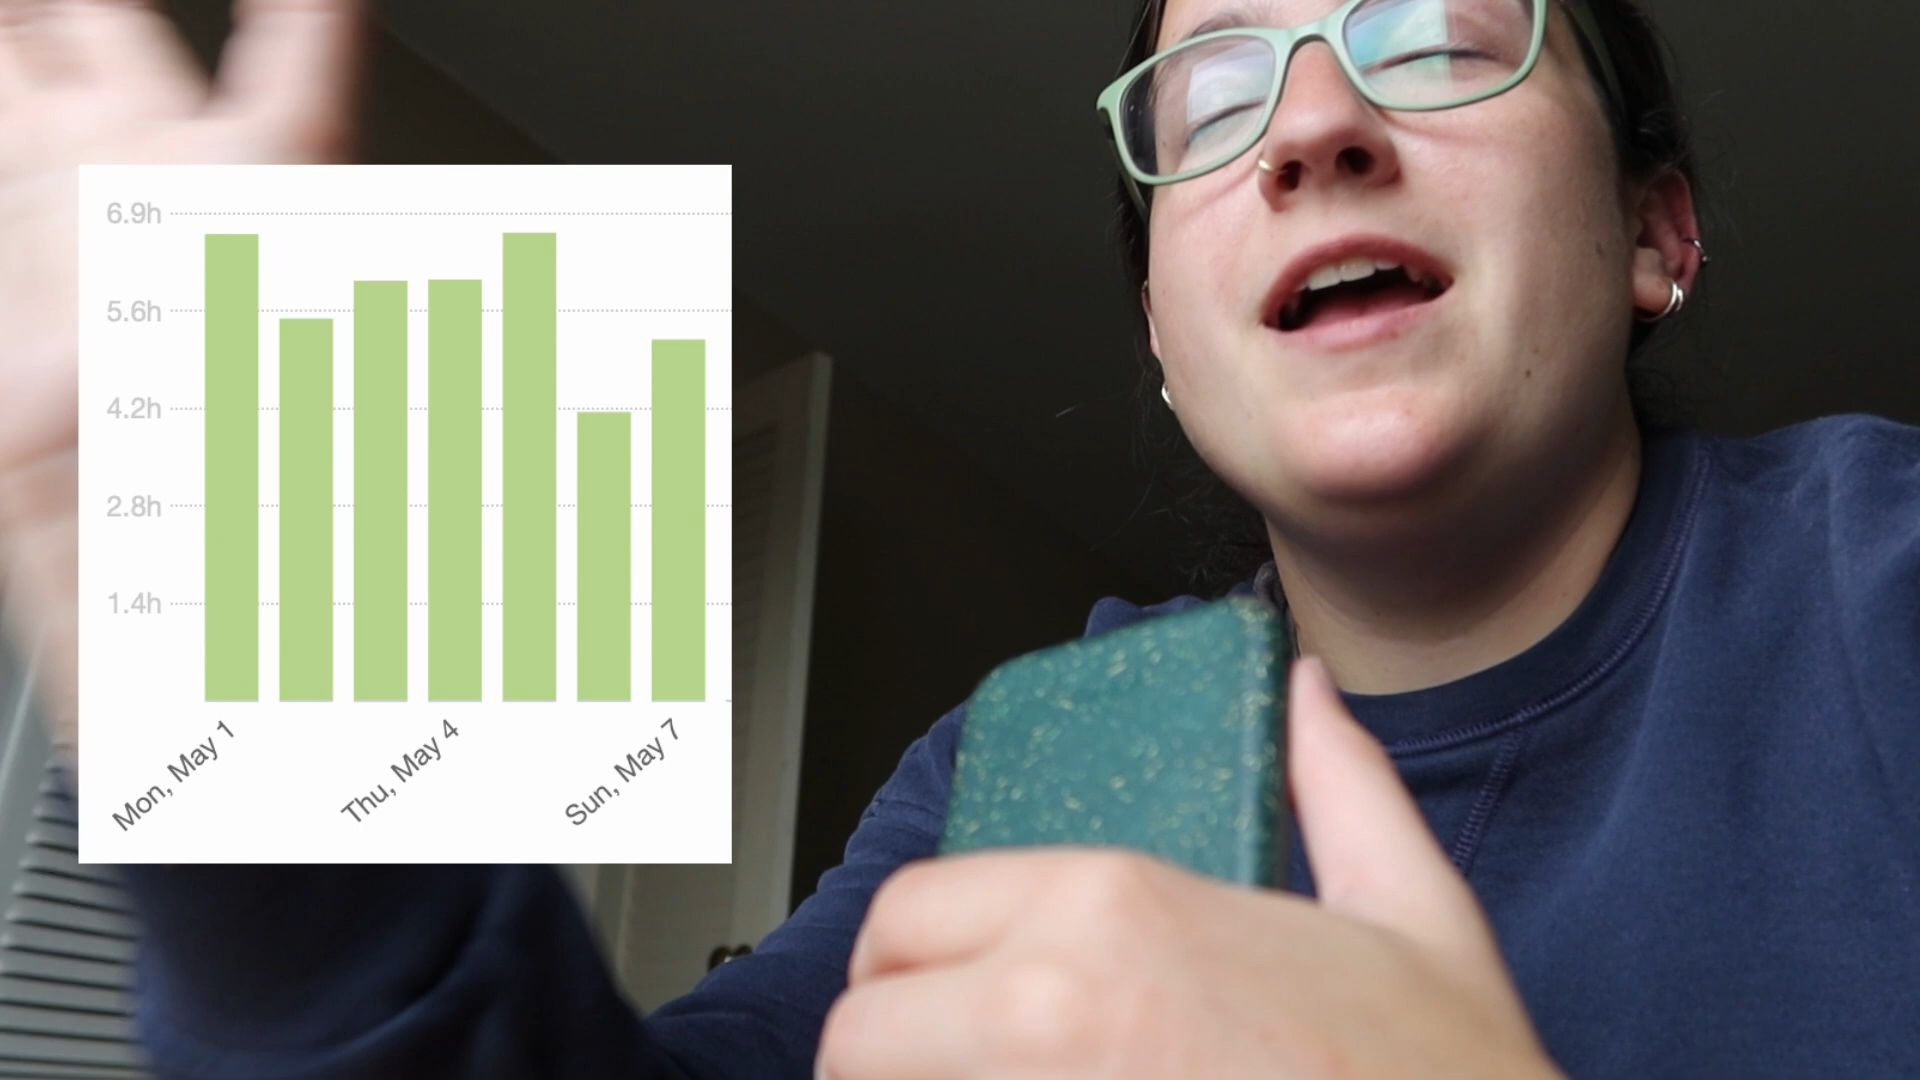 6.9h
5.6h
4.2h
2.8h
1.4h
Mon, May 1
Thu, May 4
Sun, May 7